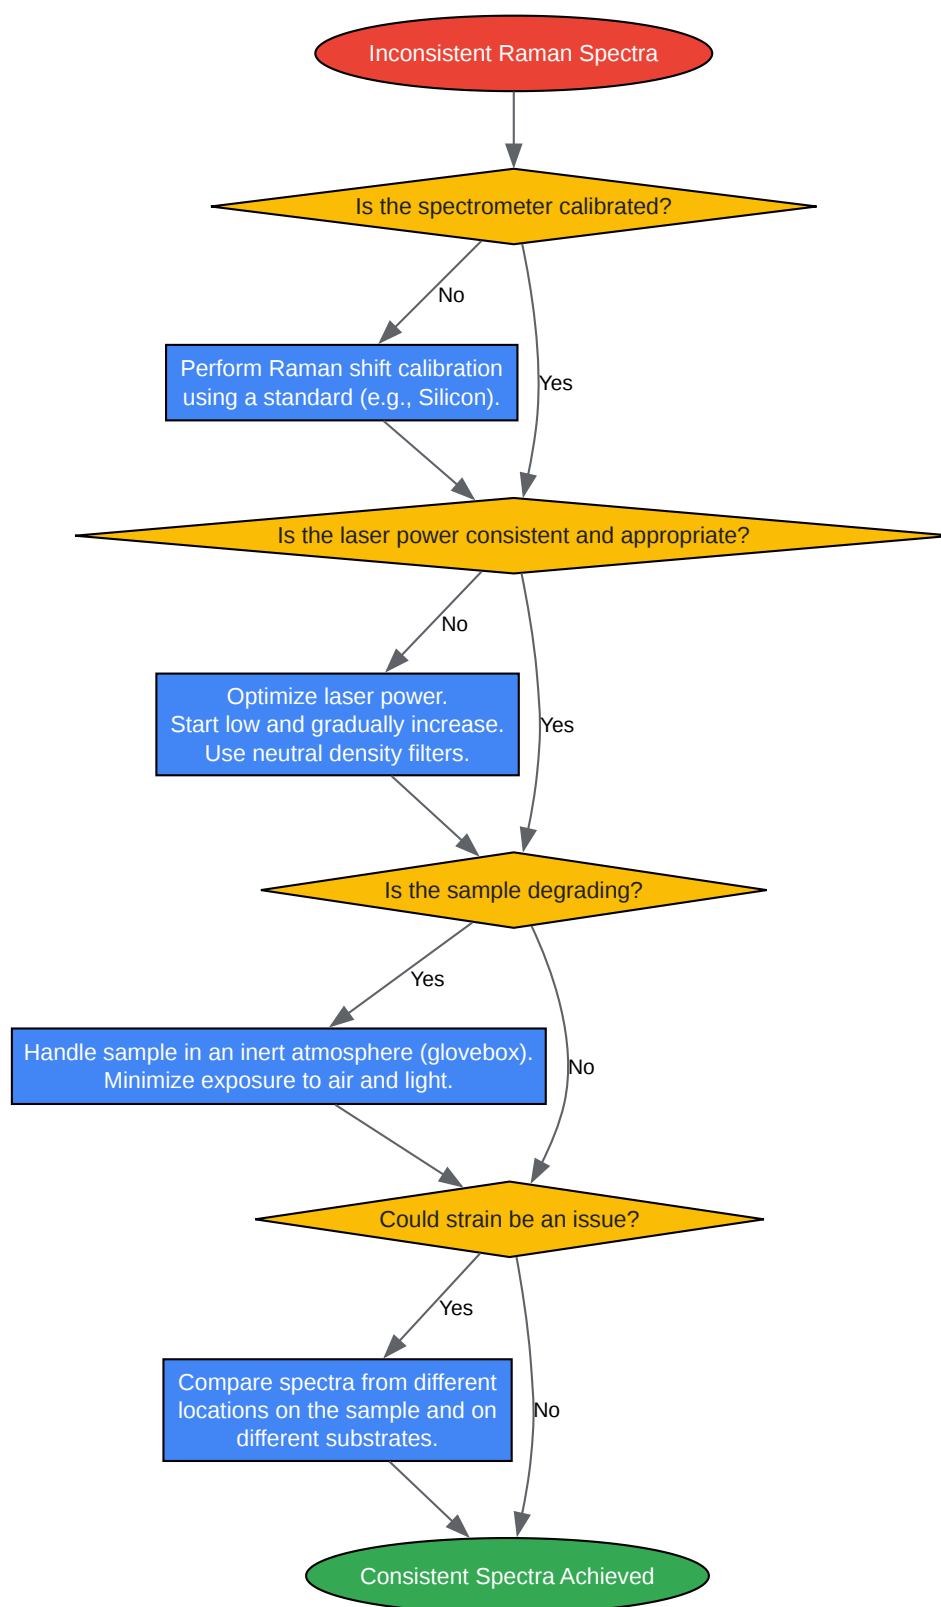 Inconsistent Raman Spectra
Is the spectrometer calibrated?
No
Perform Raman shift calibration
using a standard (e.g., Silicon).
Yes
Is the laser power consistent and appropriate?
No
Optimize laser power.
Start low and gradually increase.
Use neutral density filters.
Yes
Is the sample degrading?
Yes
Handle sample in an inert atmosphere (glovebox).
Minimize exposure to air and light.
No
Could strain be an issue?
Yes
Compare spectra from different
locations on the sample and on
different substrates.
No
Consistent Spectra Achieved